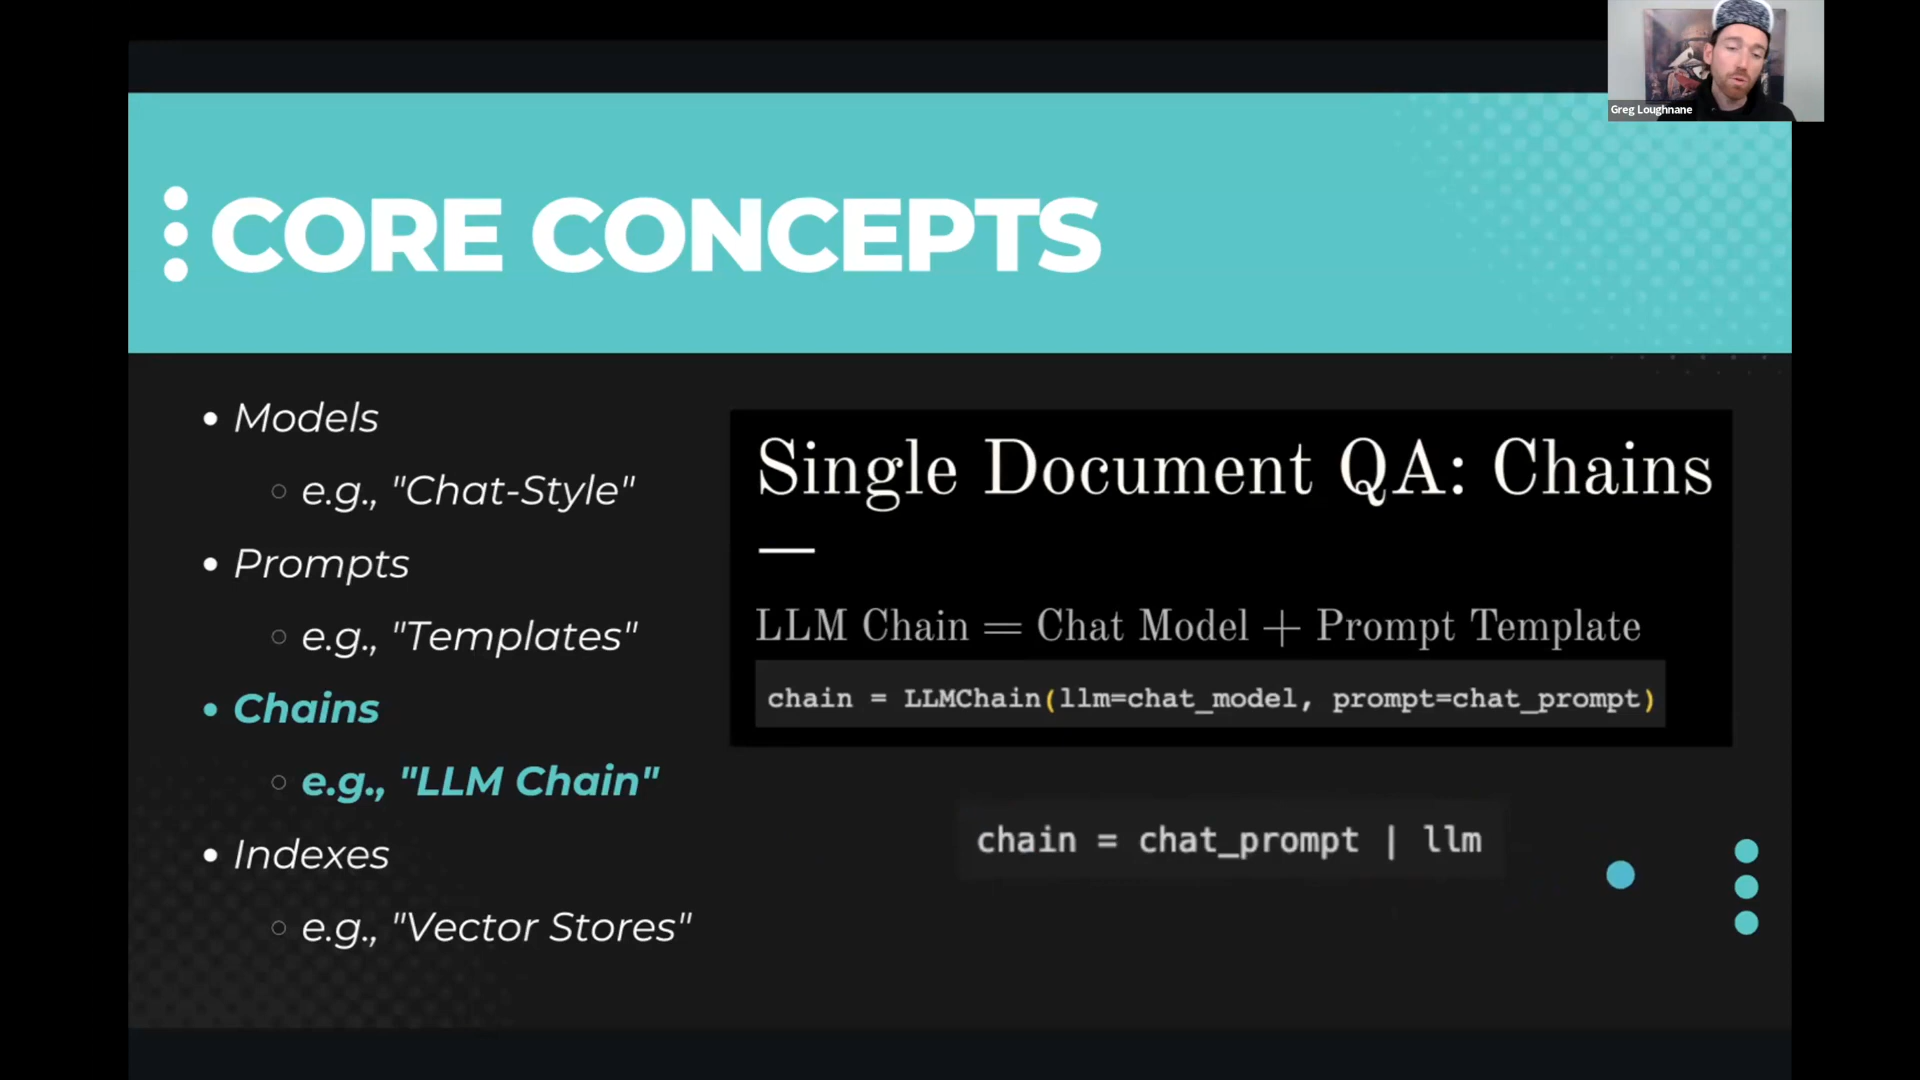 Greg Loughnane
CORE CONCEPTS
• Models
○ e.g., "Chat-Style"
• Prompts
○ e.g., "Templates"
• Chains
○ e.g., "LLM Chain"
• Indexes
○ e.g., "Vector Stores"
Single Document QA: Chains
LLM Chain = Chat Model + Prompt Template
chain = LLMChain(llm=chat_model, prompt=chat_prompt)
chain = chat_prompt | llm